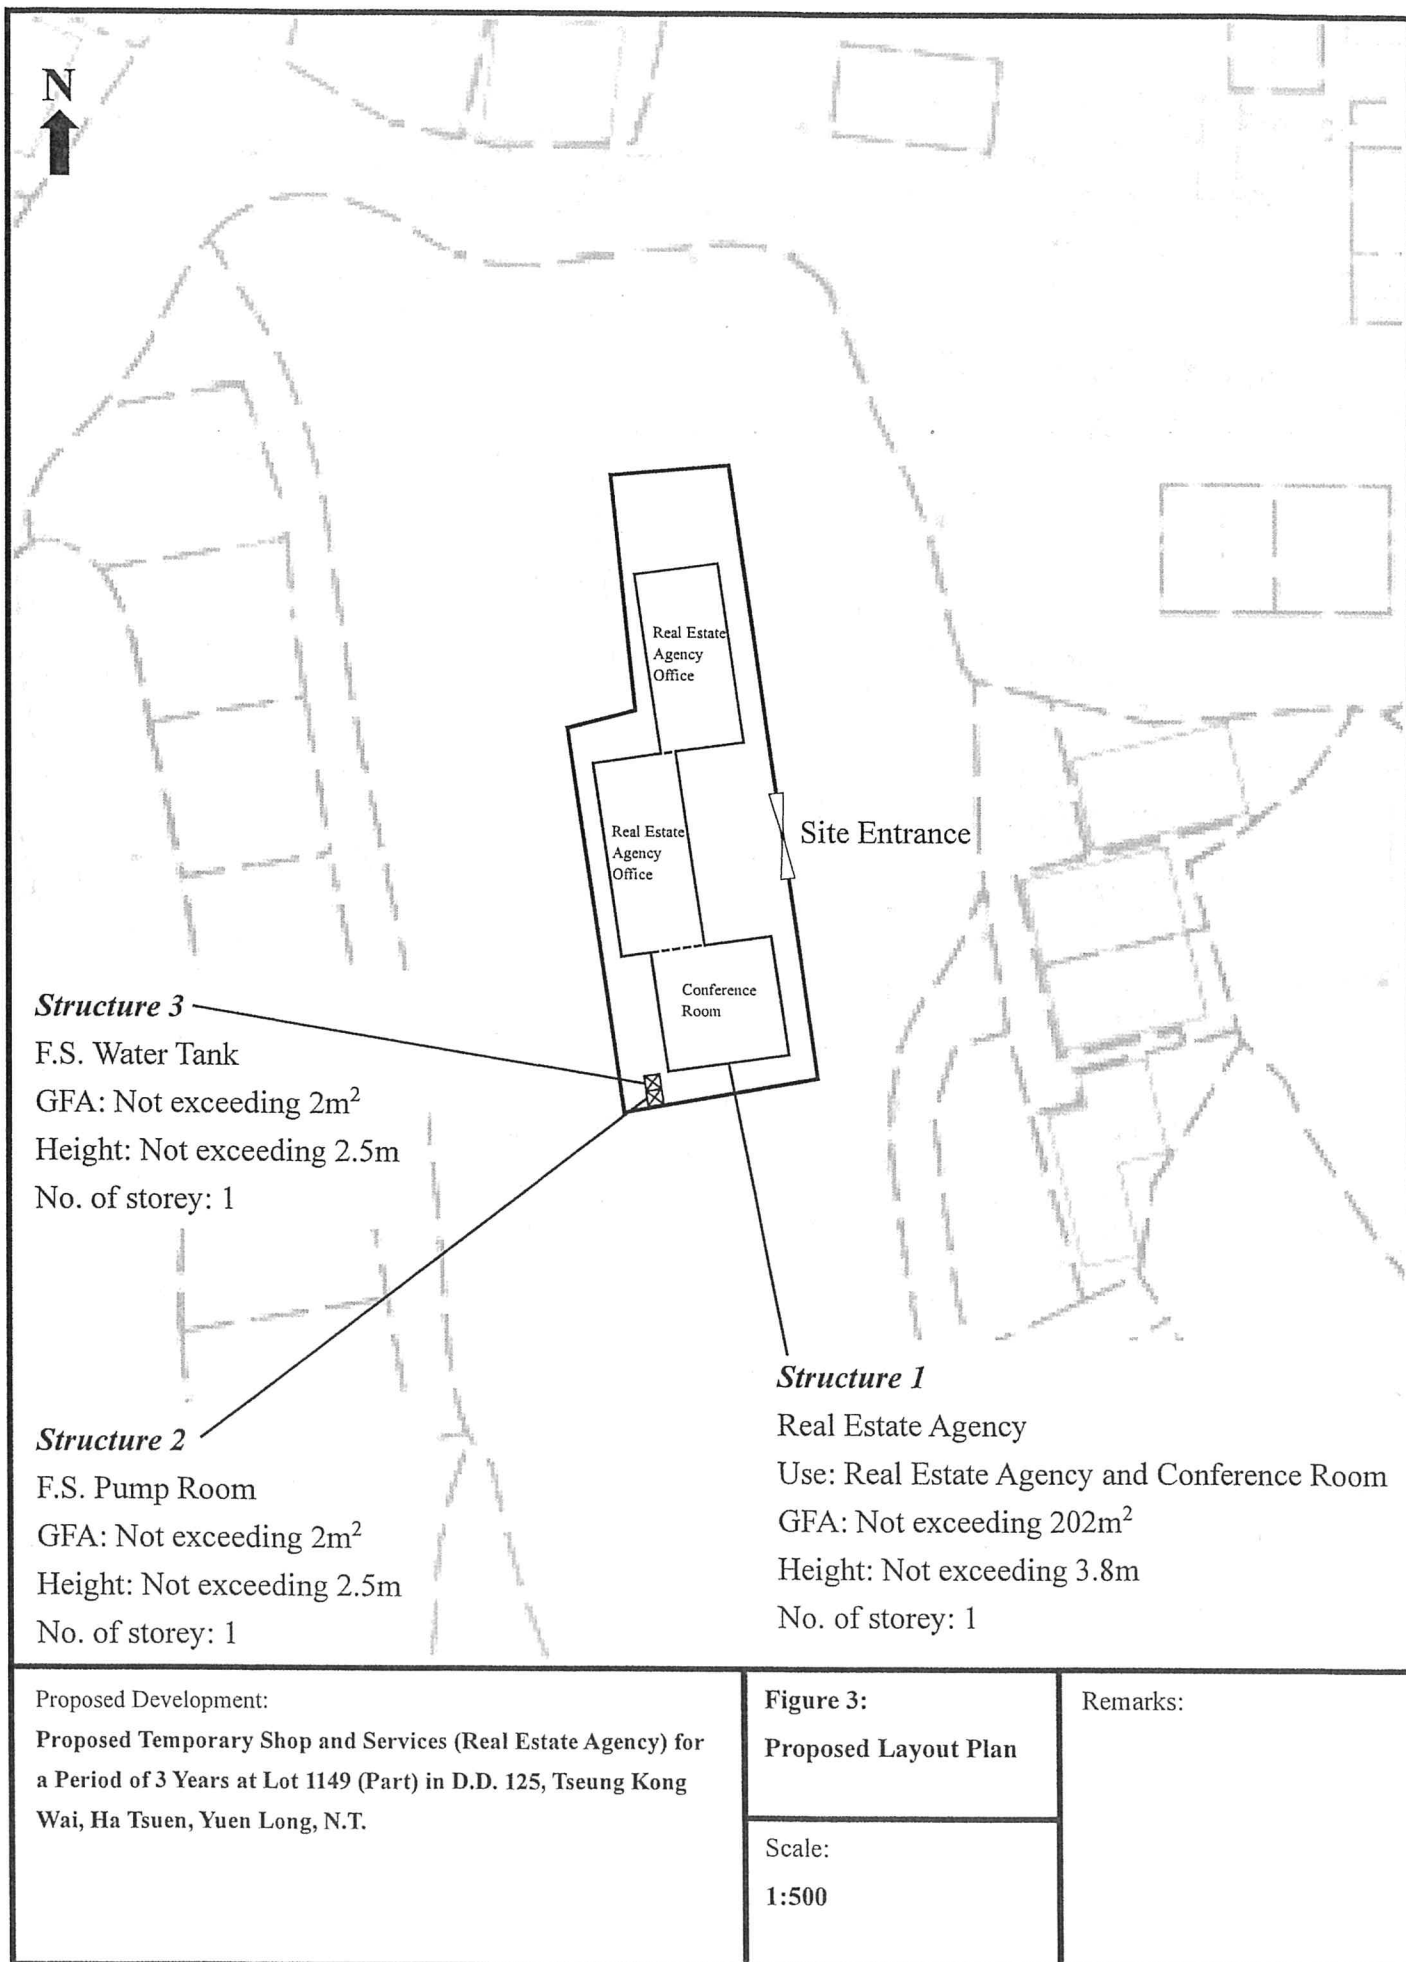 N
Real Estate
Agency
Office
Real Estate
Agency
Office
Site Entrance
Conference
Room
Structure 3
F.S. Water Tank
GFA: Not exceeding 2m²
Height: Not exceeding 2.5m
No. of storey: 1
Structure 2
F.S. Pump Room
GFA: Not exceeding 2m²
Height: Not exceeding 2.5m
No. of storey: 1
Structure 1
Real Estate Agency
Use: Real Estate Agency and Conference Room
GFA: Not exceeding 202m²
Height: Not exceeding 3.8m
No. of storey: 1
Proposed Development:
Proposed Temporary Shop and Services (Real Estate Agency) for
a Period of 3 Years at Lot 1149 (Part) in D.D. 125, Tseung Kong
Wai, Ha Tsuen, Yuen Long, N.T.
Figure 3:
Proposed Layout Plan
Scale:
1:500
Remarks: